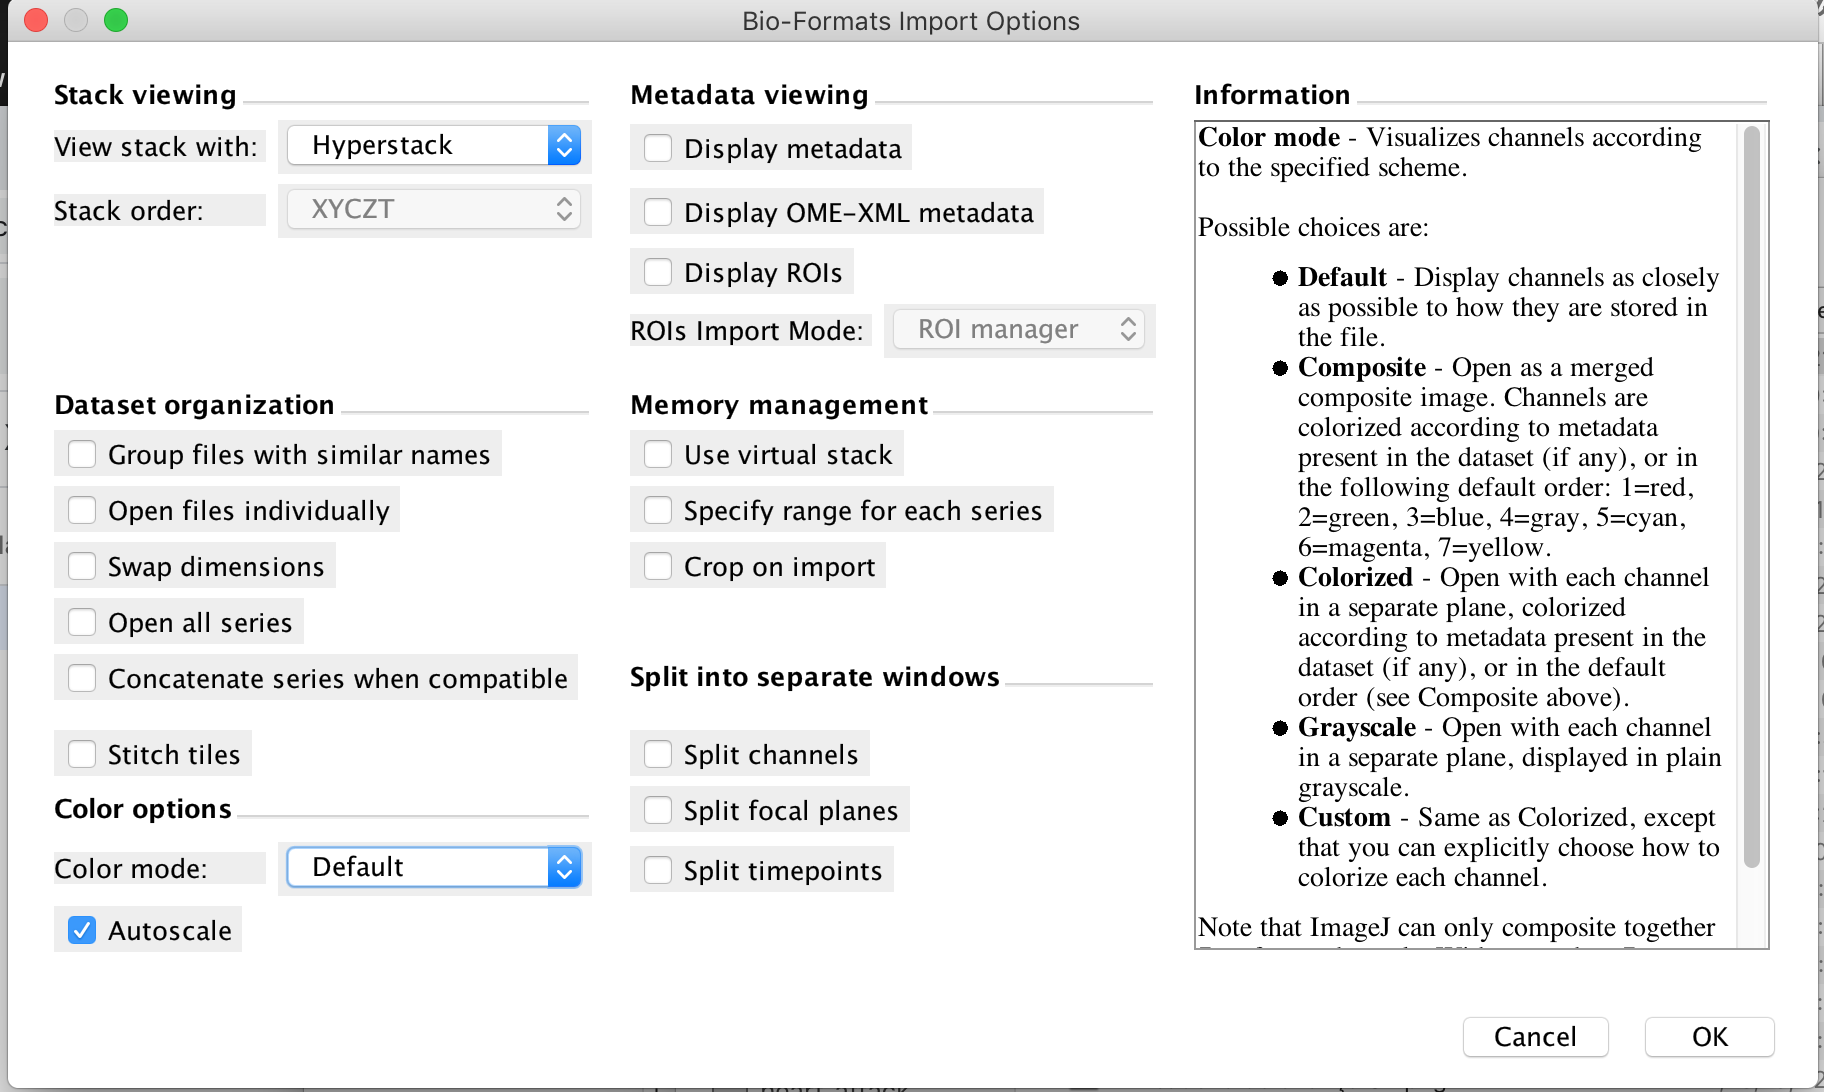 Bio-Formats Import Options
Stack viewing
View stack with: Hyperstack
Stack order: XYCZT
Dataset organization
Group files with similar names
Open files individually
Swap dimensions
Open all series
Concatenate series when compatible
Stitch tiles
Color options
Color mode: Default
Autoscale
Metadata viewing
Display metadata
Display OME-XML metadata
Display ROIs
ROIs Import Mode: ROI manager
Memory management
Use virtual stack
Specify range for each series
Crop on import
Split into separate windows
Split channels
Split focal planes
Split timepoints
Information
Color mode - Visualizes channels according
to the specified scheme.
Possible choices are:
Default - Display channels as closely
as possible to how they are stored in
the file.
Composite - Open as a merged
composite image. Channels are
colorized according to metadata
present in the dataset (if any), or in
the following default order: 1=red,
2=green, 3=blue, 4=gray, 5=cyan,
6=magenta, 7=yellow.
Colorized - Open with each channel
in a separate plane, colorized
according to metadata present in the
dataset (if any), or in the default
order (see Composite above).
Grayscale - Open with each channel
in a separate plane, displayed in plain
grayscale.
Custom - Same as Colorized, except
that you can explicitly choose how to
colorize each channel.
Note that ImageJ can only composite together
Cancel
OK